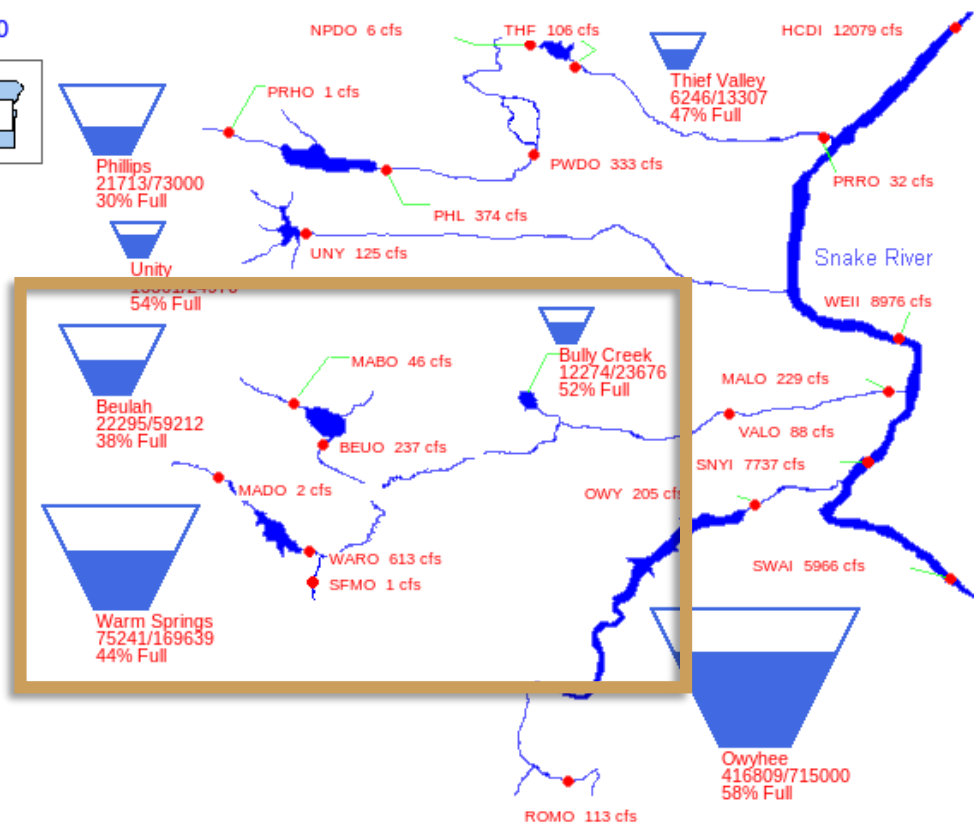 0
NPDO 6 cfs
THF 106 cfs
HCDI 12079 cfs
Thief Valley
6246/13307
47% Full
PRHO 1 cfs
Phillips
21713/73000
30% Full
PWDO 333 cfs
PRRO 32 cfs
PHL 374 cfs
UNY 125 cfs
Snake River
Unity
54% Full
WEII 8976 cfs
MABO 46 cfs
Bully Creek
12274/23676
52% Full
MALO 229 cfs
Beulah
22295/59212
38% Full
VALO 88 cfs
BEUO 237 cfs
SNYI 7737 cfs
MADO 2 cfs
OWY 205 cfs
WARO 613 cfs
SWAI 5966 cfs
SFMO 1 cfs
Warm Springs
75241/169639
44% Full
Owyhee
416809/715000
58% Full
ROMO 113 cfs